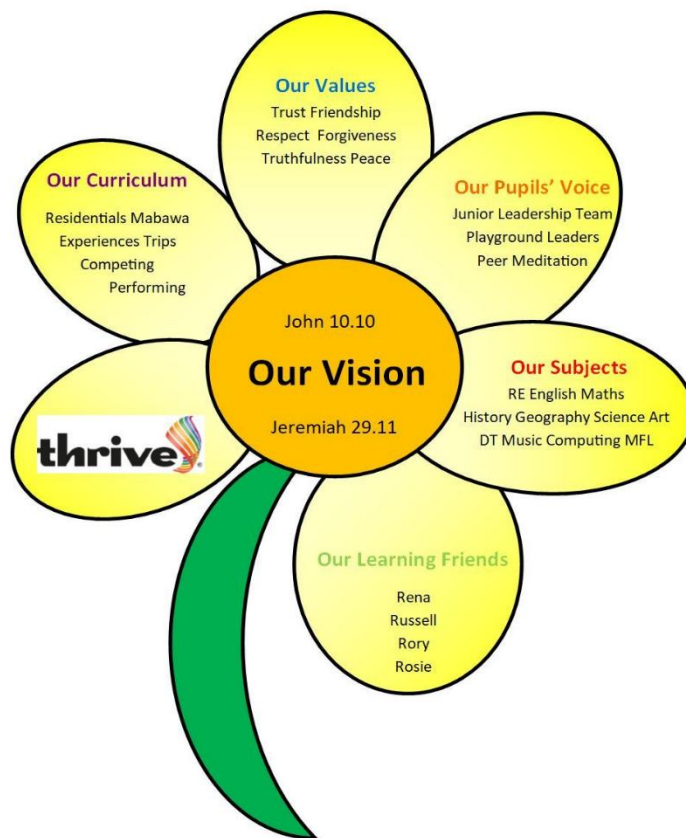 Our Values
Trust Friendship
Respect Forgiveness
Truthfulness Peace
Our Curriculum
Residentials Mabawa
Experiences Trips
Competing
Performing
Our Pupils' Voice
Junior Leadership Team
Playground Leaders
Peer Meditation
John 10.10
Our Vision
Jeremiah 29.11
Our Subjects
RE English Maths
History Geography Science Art
DT Music Computing MFL
thrive
Our Learning Friends
Rena
Russell
Rory
Rosie